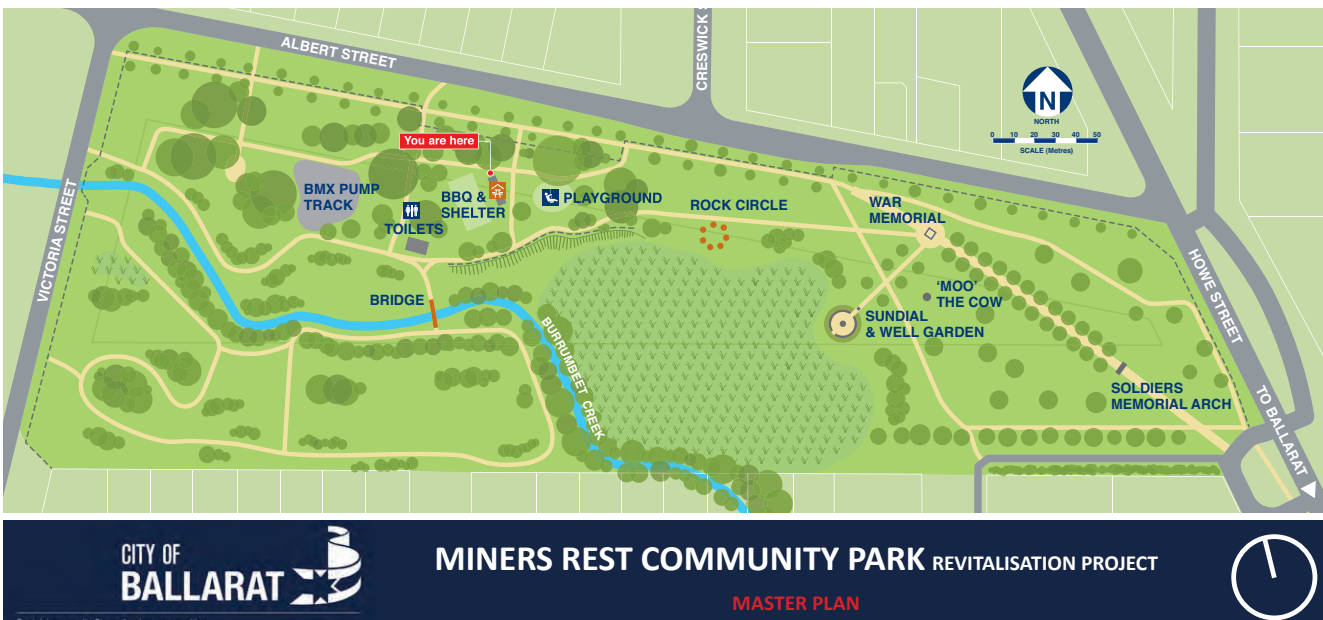 ALBERT STREET
CRESWICK S
N
NORTH
0 10 20 30 40 50
SCALE (Metres)
You are here
VICTORIA STREET
BMX PUMP
TRACK
BBQ &
SHELTER
PLAYGROUND
TOILETS
ROCK CIRCLE
WAR
MEMORIAL
HOWE STREET
BRIDGE
'MOO'
THE COW
SUNDIAL
& WELL GARDEN
BURRUMBEET CREEK
SOLDIERS
MEMORIAL ARCH
TO BALLARAT
CITY OF
BALLARAT
MINERS REST COMMUNITY PARK REVITALISATION PROJECT
MASTER PLAN